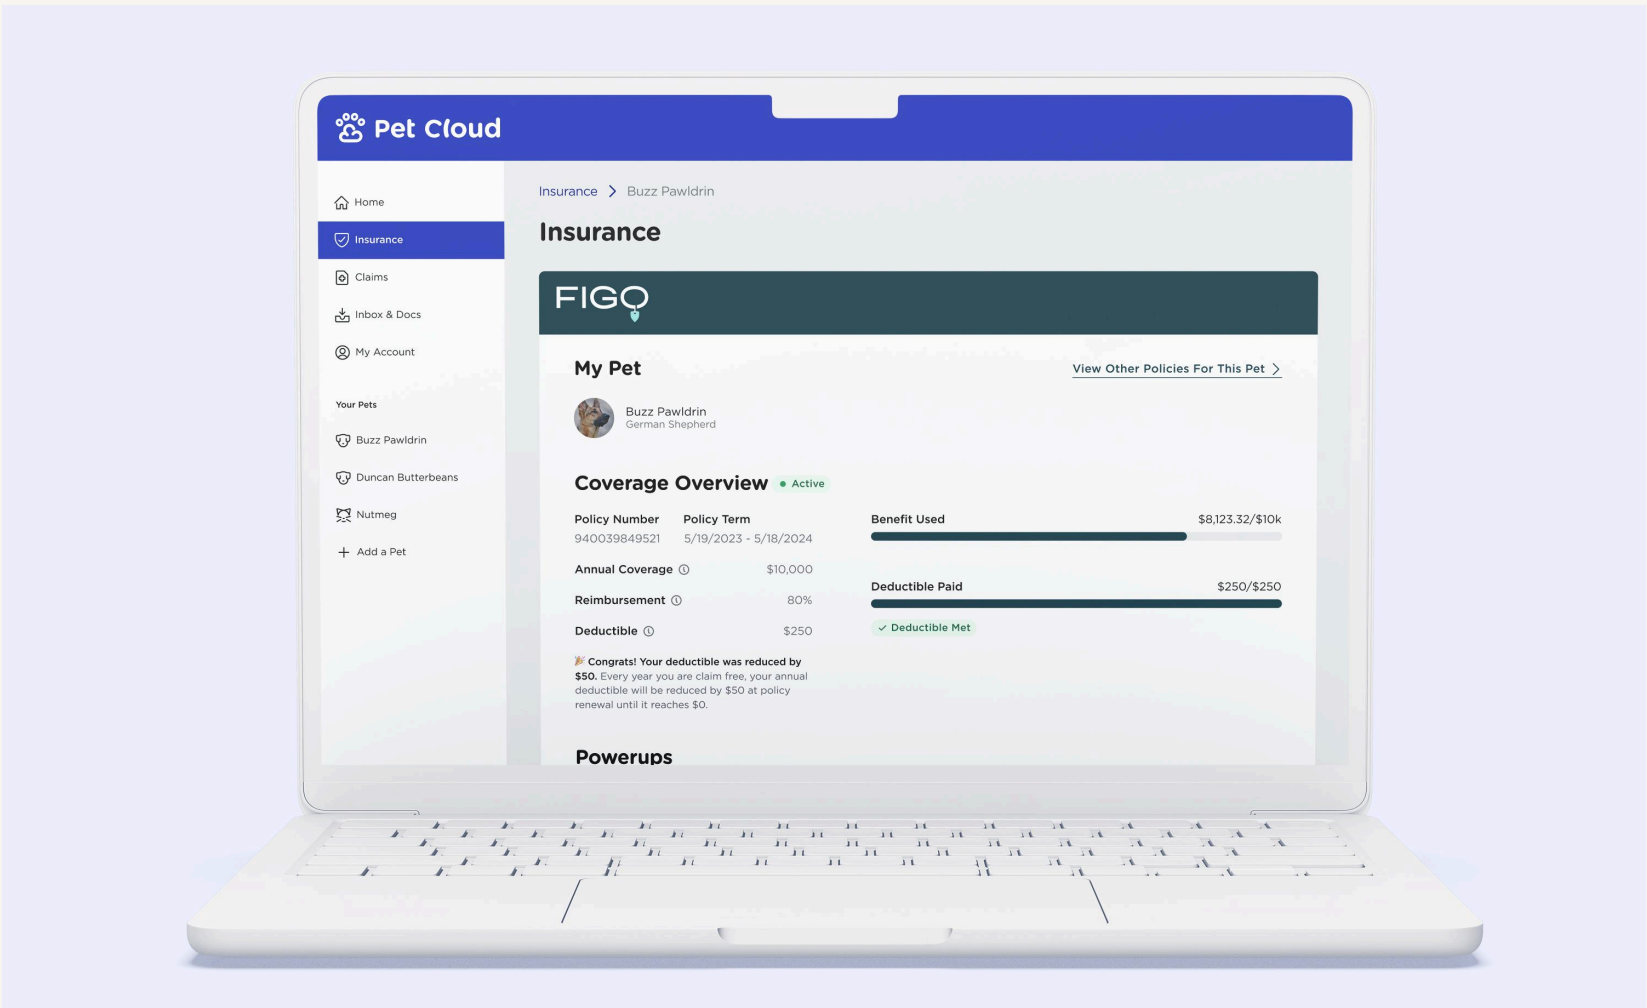 Pet Cloud
Home
Insurance
Claims
Inbox & Docs
My Account
Your Pets
Buzz Pawldrin
Duncan Butterbeans
Nutmeg
Add a Pet
Insurance > Buzz Pawldrin
Insurance
FIGO
My Pet
View Other Policies For This Pet >
Buzz Pawldrin
German Shepherd
Coverage Overview Active
Policy Number Policy Term
940039849521 5/19/2023 - 5/18/2024
Annual Coverage $10,000
Reimbursement 80%
Deductible $250
🎉 Congrats! Your deductible was reduced by
$50. Every year you are claim free, your annual
deductible will be reduced by $50 at policy
renewal until it reaches $0.
Benefit Used $8,123.32/$10k
Deductible Paid $250/$250
✓ Deductible Met
Powerups